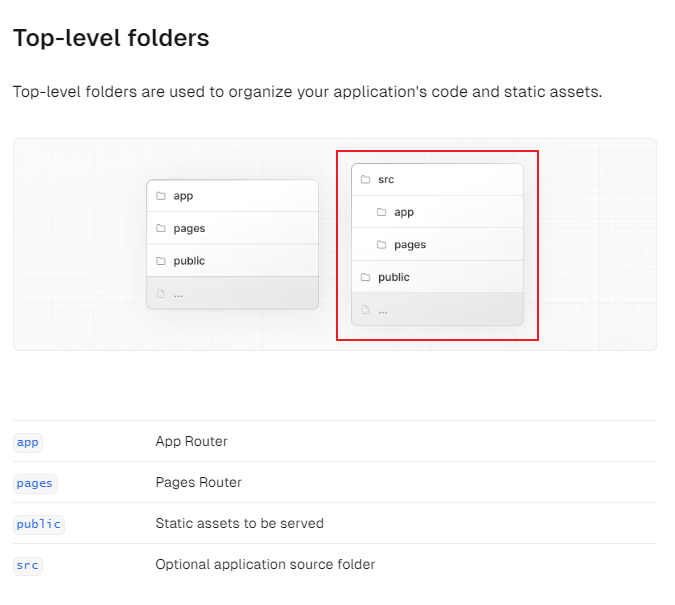 Top-level folders
Top-level folders are used to organize your application's code and static assets.
app
pages
public
...
src
app
pages
public
...
app App Router
pages Pages Router
public Static assets to be served
src Optional application source folder